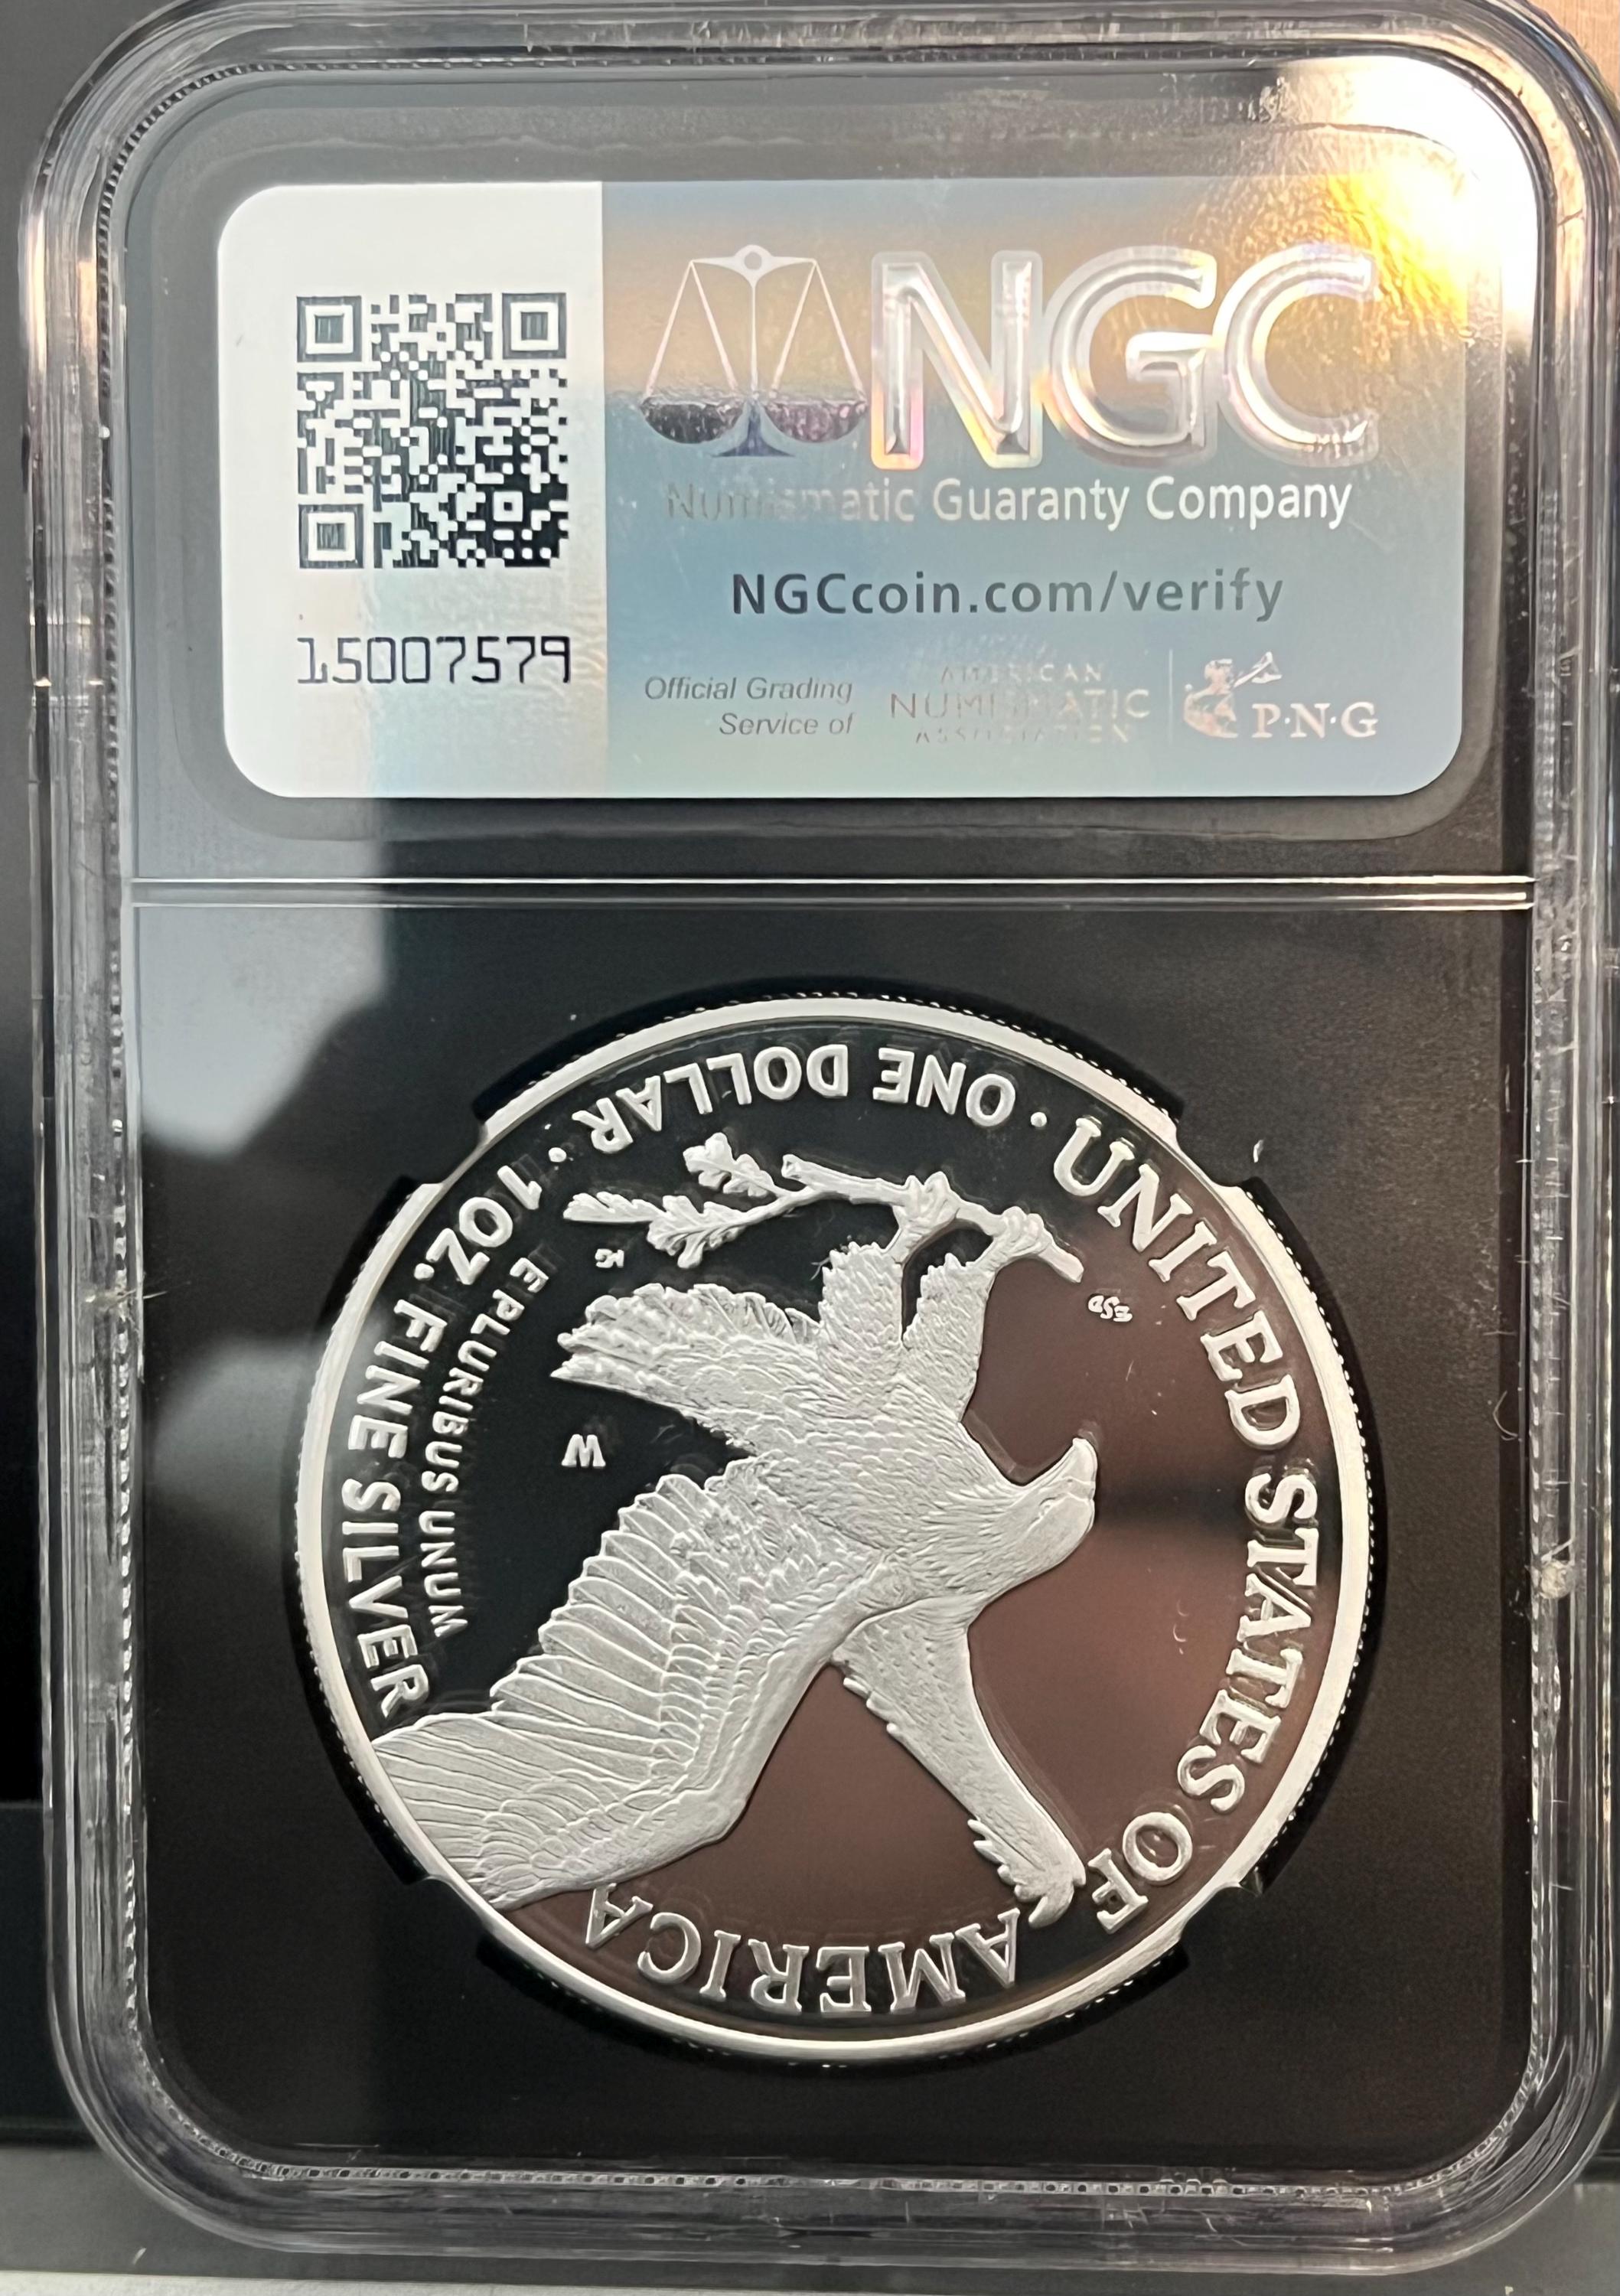 NGC
Numismatic Guaranty Company
NGCcoin.com/verify
15007579
Official Grading
Service of
AMERICAN
NUMISMATIC
ASSOCIATION
P·N·G
UNITED STATES OF AMERICA
· 1 OZ. FINE SILVER
· ONE DOLLAR ·
E PLURIBUS UNUM
W